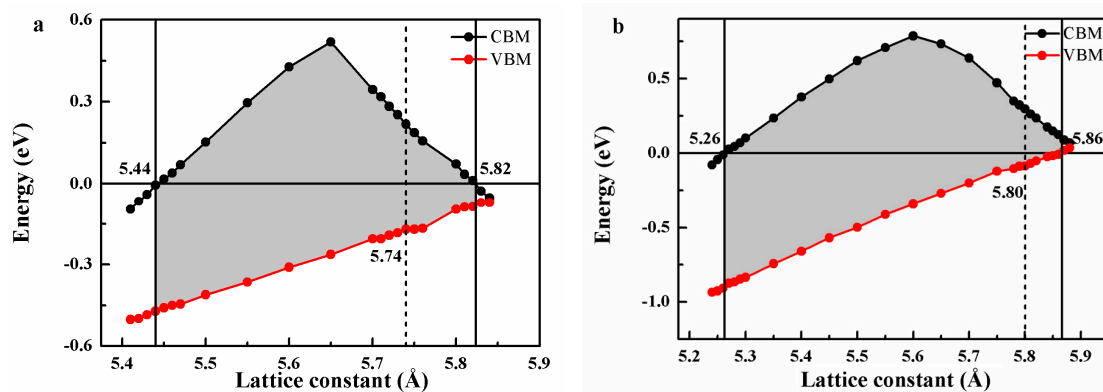 a
CBM
VBM
0.6
0.3
0.0
-0.3
-0.6
5.44
5.82
5.74
5.4 5.5 5.6 5.7 5.8 5.9
Energy (eV)
Lattice constant (Å)
b
CBM
VBM
0.5
0.0
-0.5
-1.0
5.26
5.86
5.80
5.2 5.3 5.4 5.5 5.6 5.7 5.8 5.9
Energy (eV)
Lattice constant (Å)